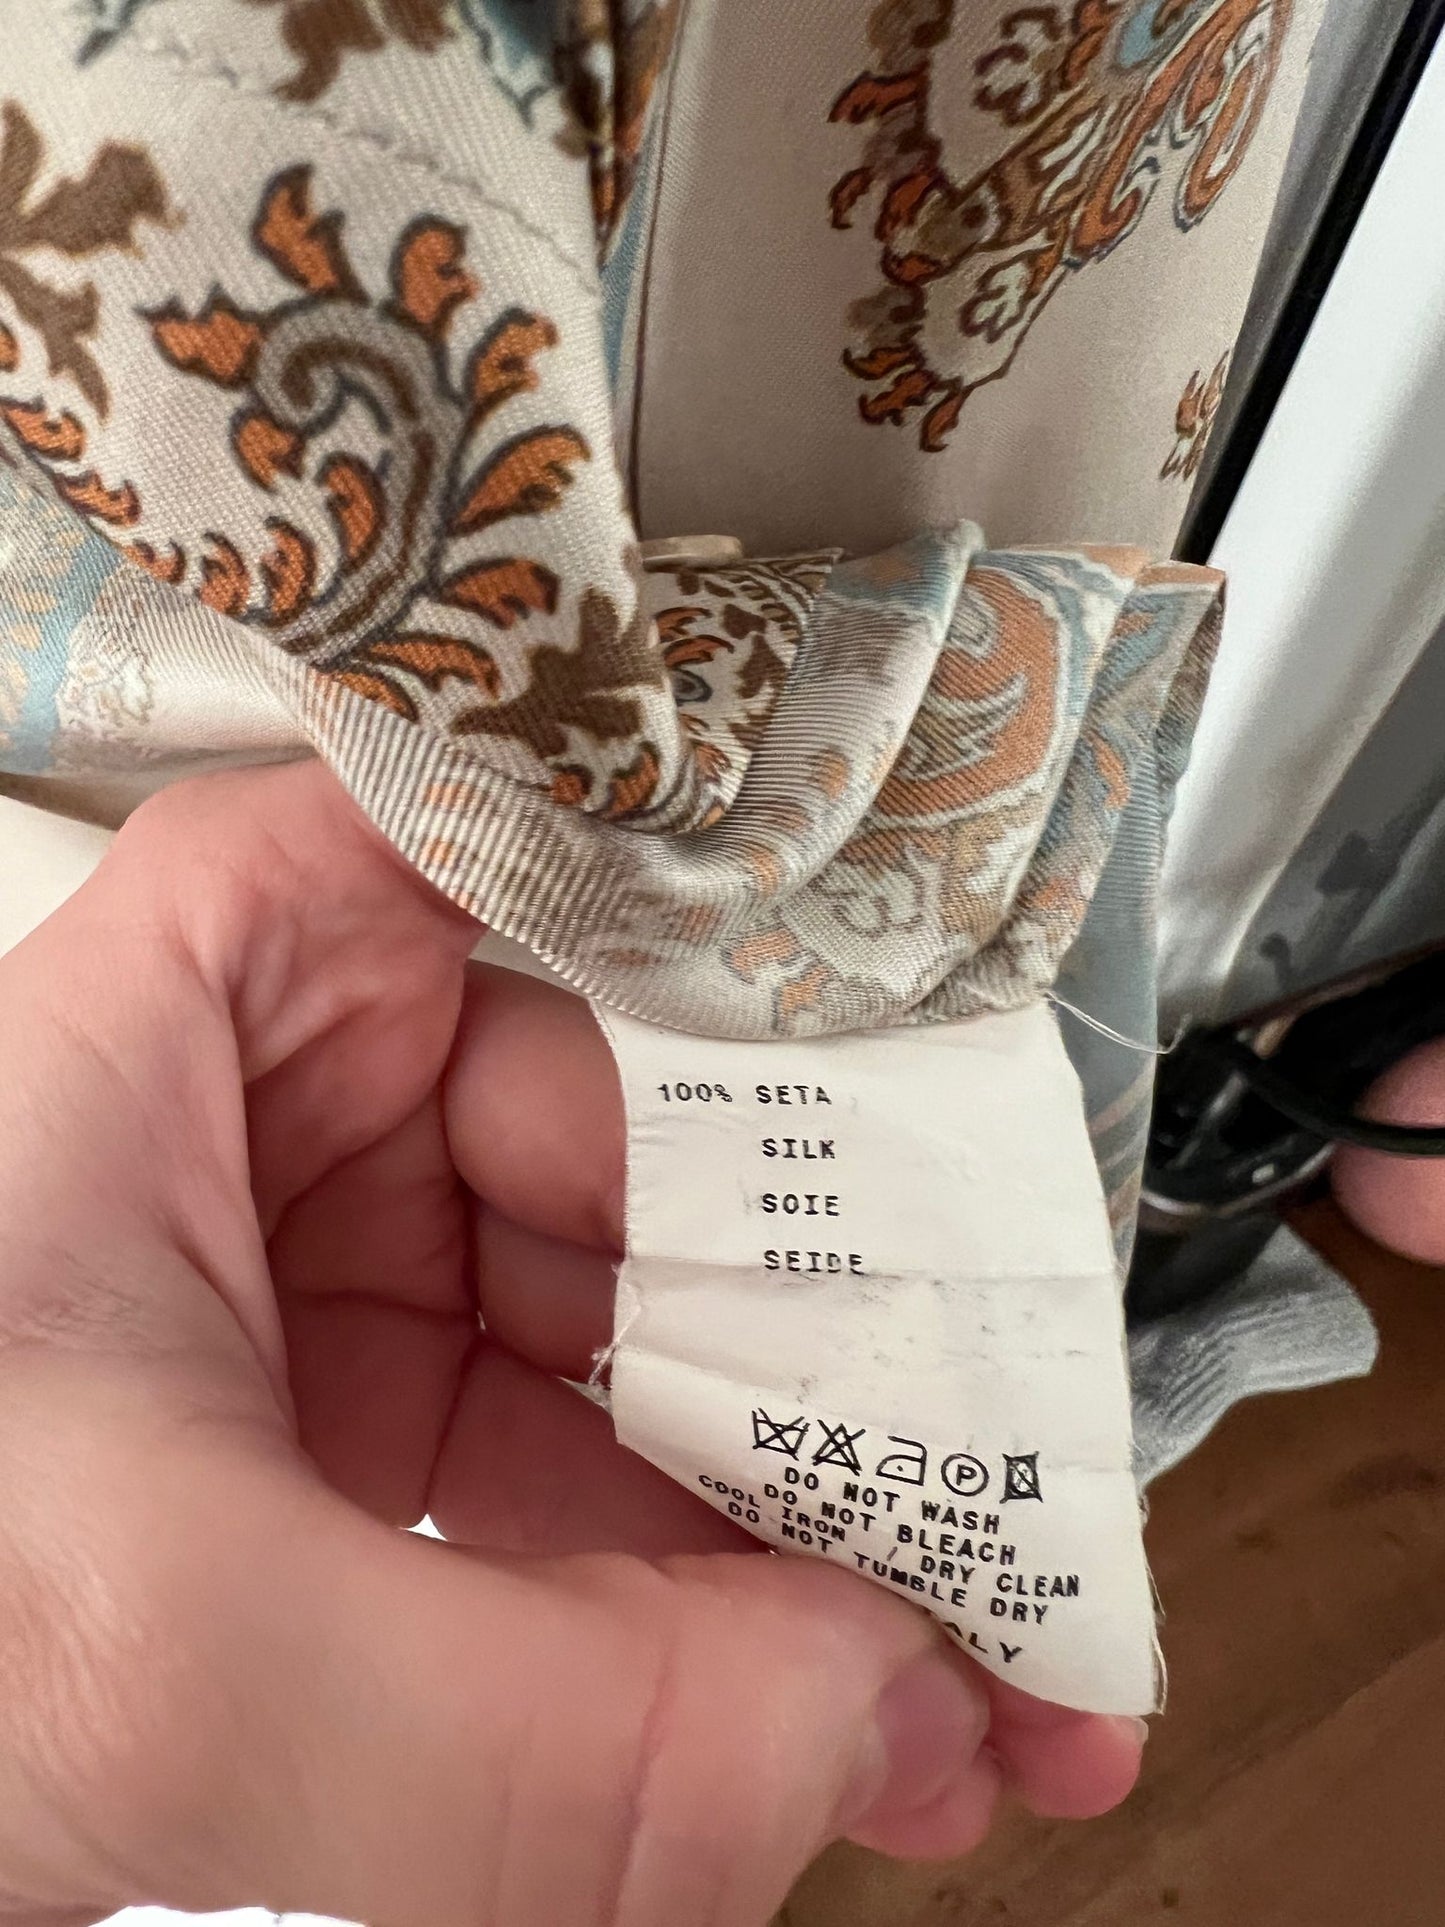 100% SETA
SILK
SOIE
SEIDE
P
DO NOT WASH
DO NOT BLEACH
COOL IRON / DRY CLEAN
DO NOT TUMBLE DRY